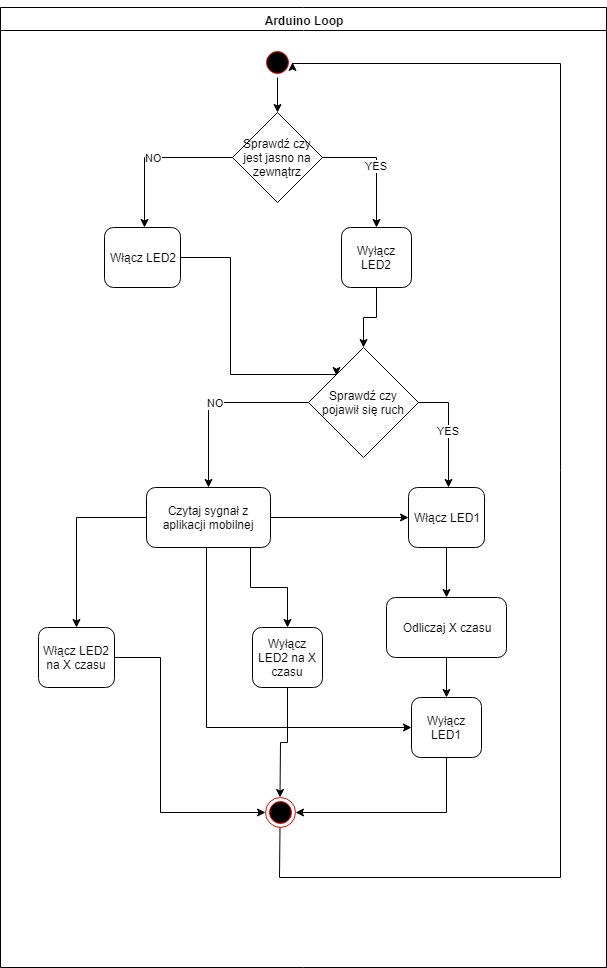 Arduino Loop
Sprawdź czy
jest jasno na
zewnątrz
NO
YES
Włącz LED2
Wyłącz
LED2
Sprawdź czy
pojawił się ruch
NO
YES
Czytaj sygnał z
aplikacji mobilnej
Włącz LED1
Odliczaj X czasu
Włącz LED2
na X czasu
Wyłącz
LED2 na X
czasu
Wyłącz
LED1